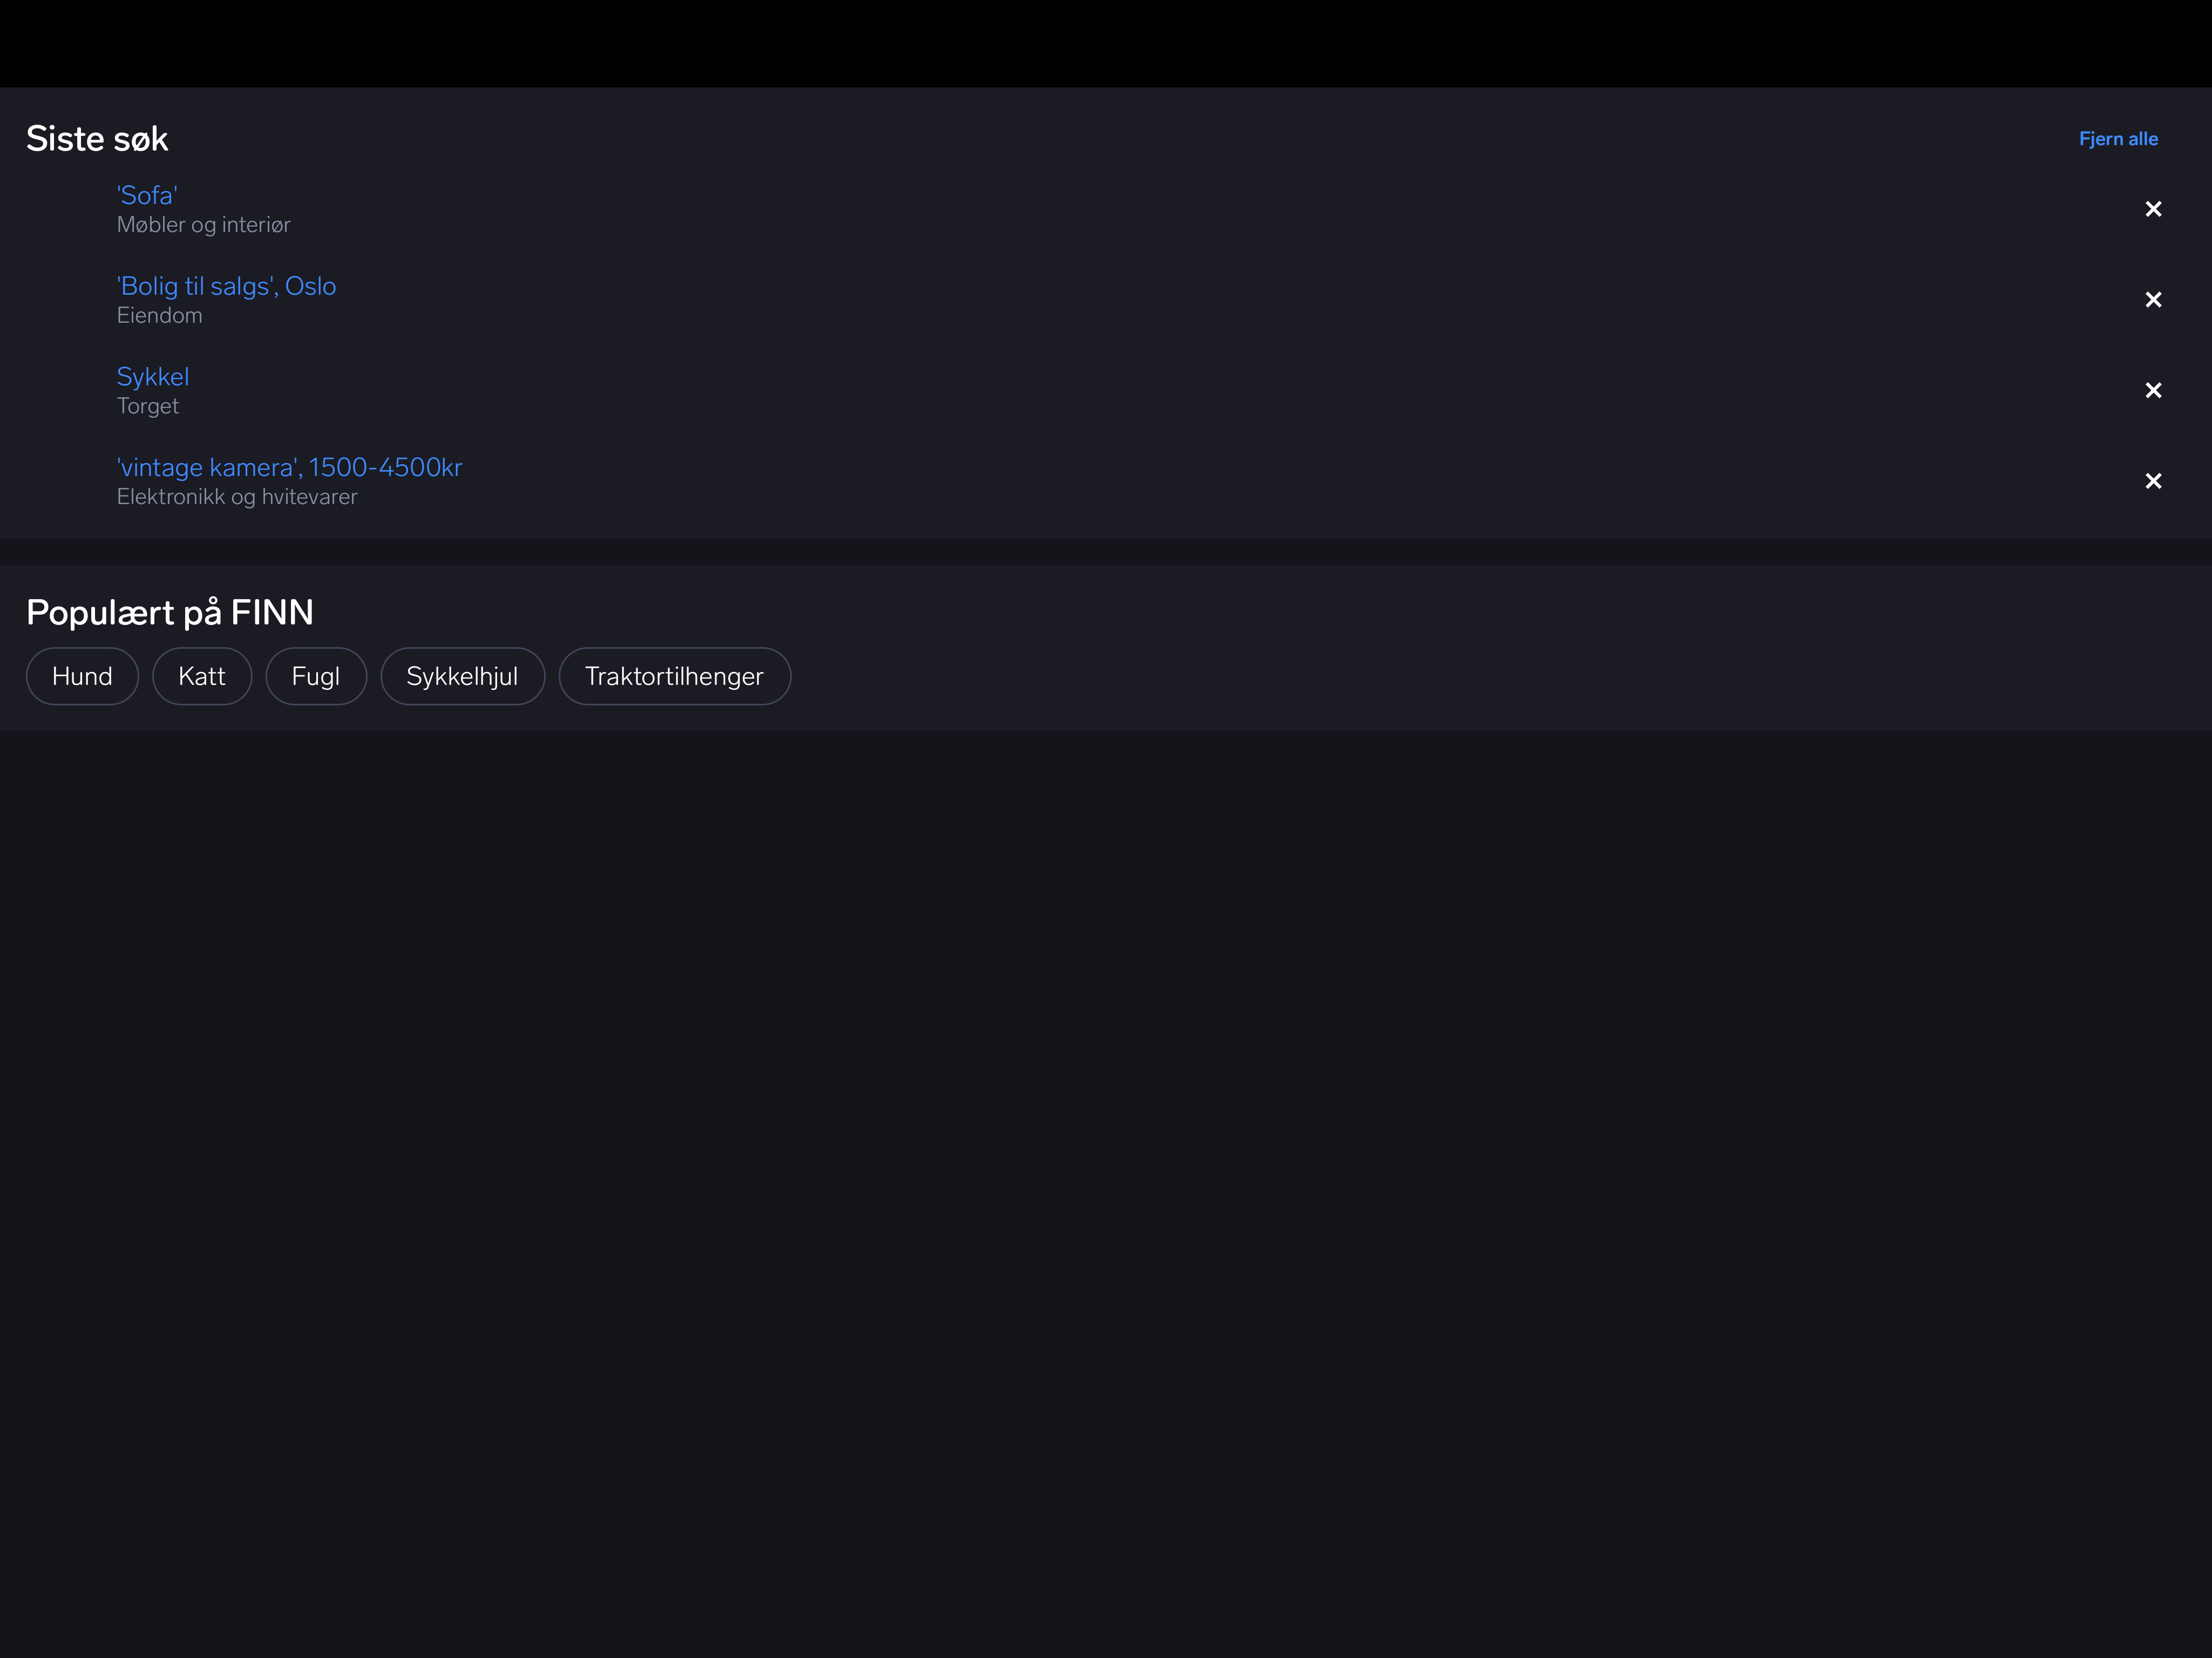 Siste søk
Fjern alle
'Sofa'
Møbler og interiør
'Bolig til salgs', Oslo
Eiendom
Sykkel
Torget
'vintage kamera', 1500-4500kr
Elektronikk og hvitevarer
Populært på FINN
Hund
Katt
Fugl
Sykkelhjul
Traktortilhenger